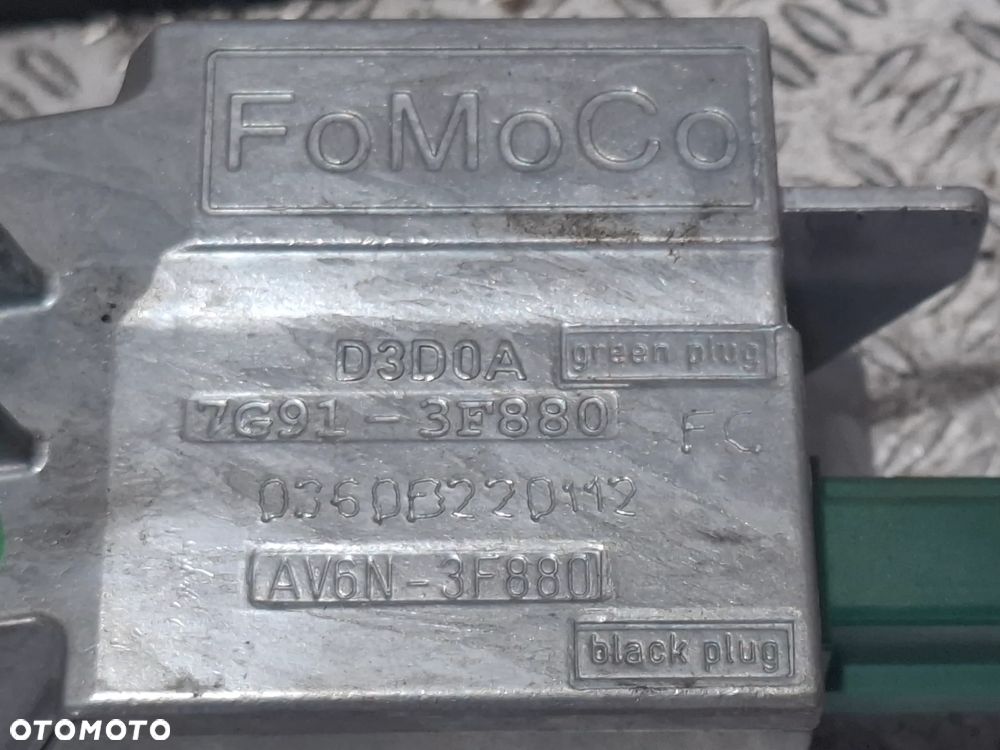 FoMoCo
D3D0A green plug
7G91-3F880 FC
0360B220112
AV6N-3F880
black plug
OTOMOTO